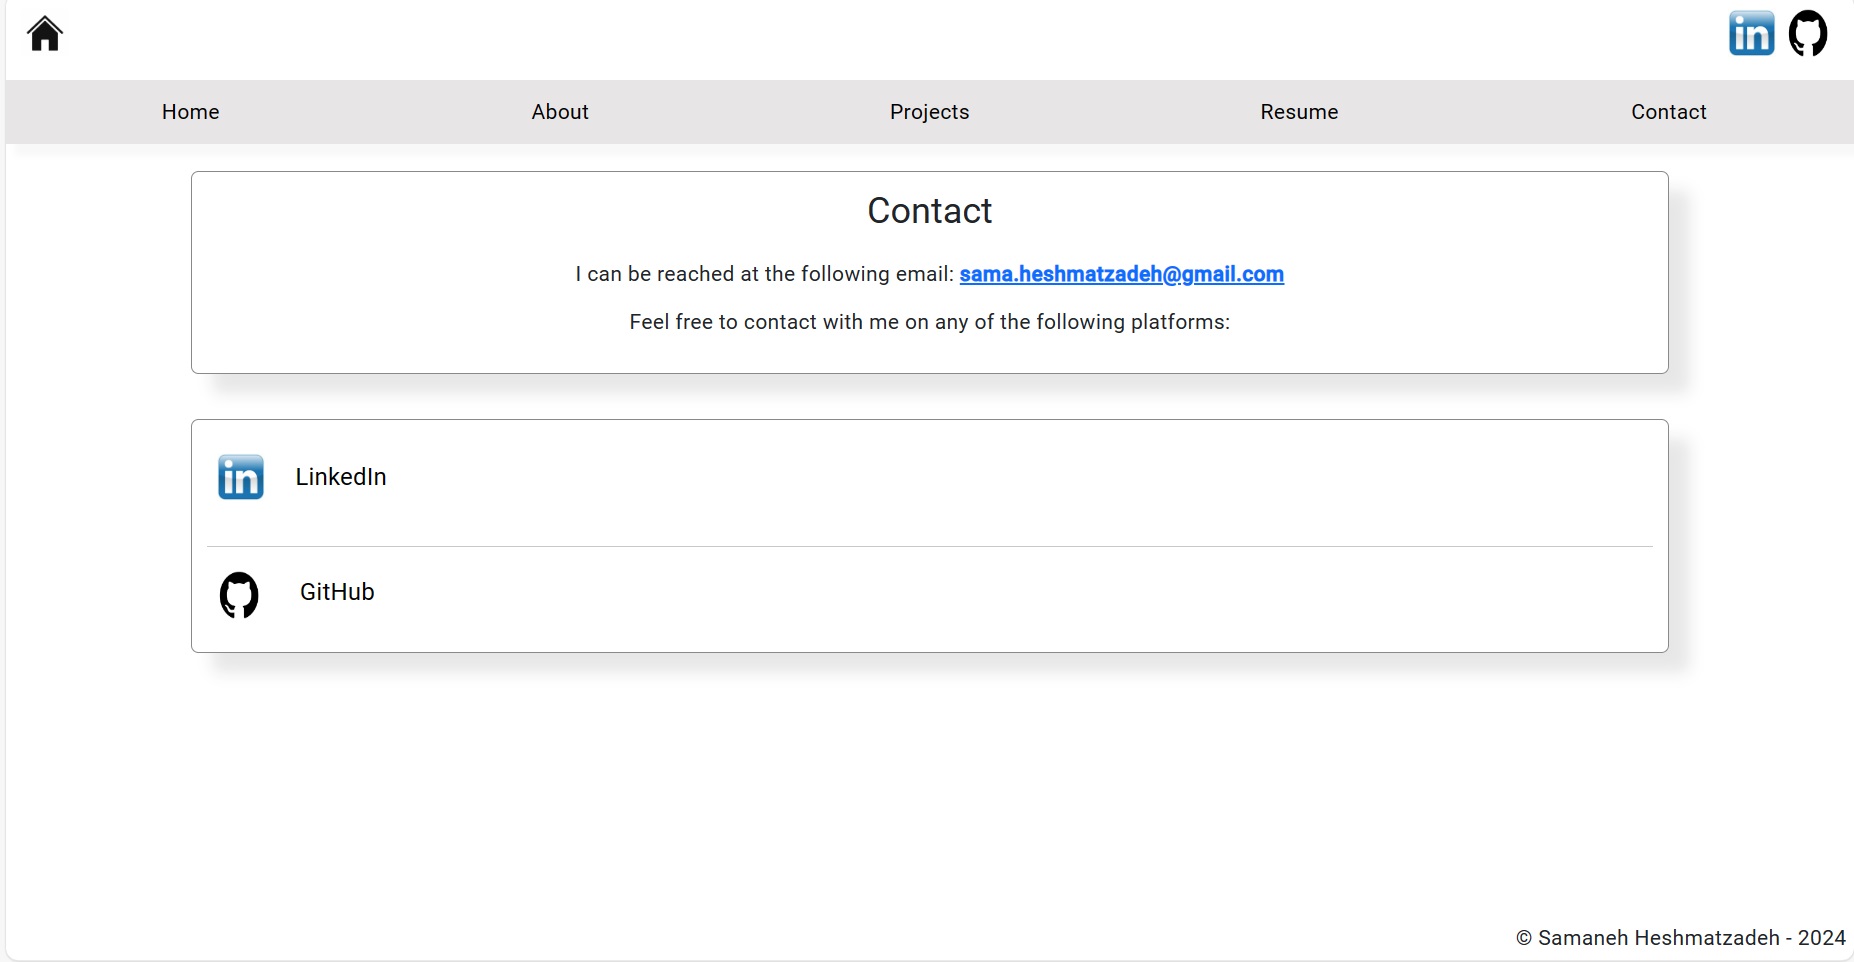 in
Home About Projects Resume Contact
Contact
I can be reached at the following email: sama.heshmatzadeh@gmail.com
Feel free to contact with me on any of the following platforms:
in LinkedIn
GitHub
© Samaneh Heshmatzadeh - 2024